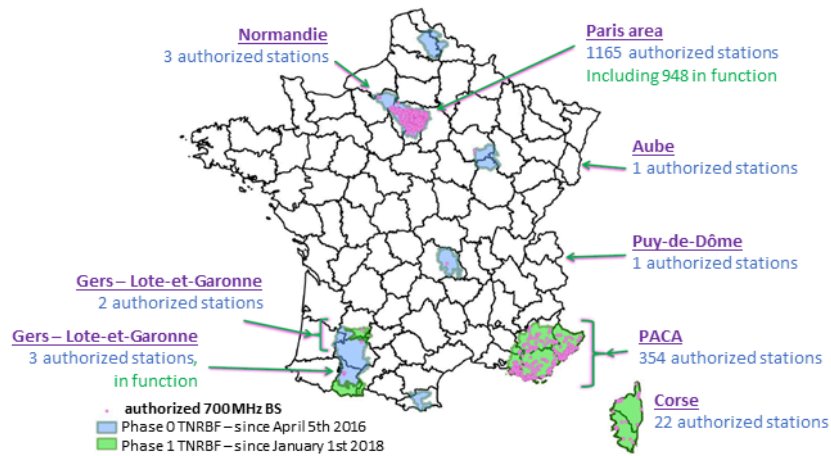 Normandie
3 authorized stations
Paris area
1165 authorized stations
Including 948 in function
Aube
1 authorized stations
Puy-de-Dôme
1 authorized stations
Gers – Lote-et-Garonne
2 authorized stations
Gers – Lote-et-Garonne
3 authorized stations,
in function
PACA
354 authorized stations
Corse
22 authorized stations
authorized 700 MHz BS
Phase 0 TNRBF – since April 5th 2016
Phase 1 TNRBF – since January 1st 2018